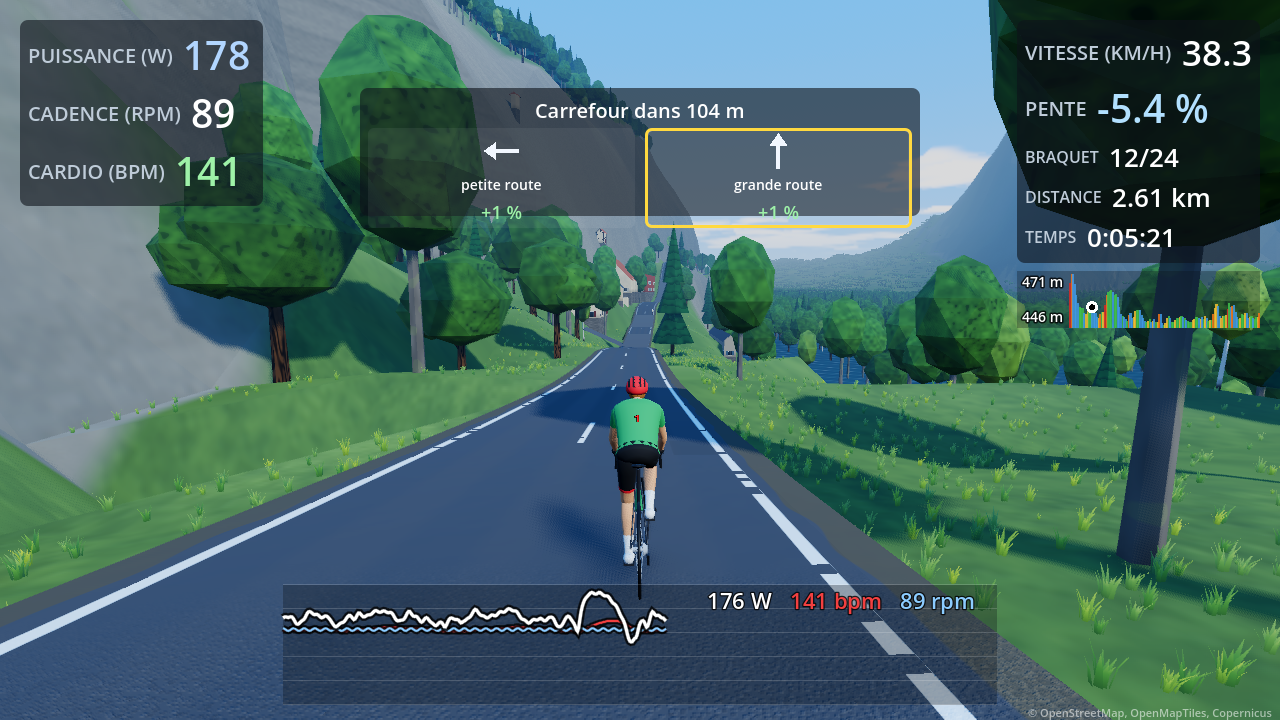 PUISSANCE (W) 178
CADENCE (RPM) 89
CARDIO (BPM) 141
Carrefour dans 104 m
petite route
+1 %
grande route
+1 %
VITESSE (KM/H) 38.3
PENTE -5.4 %
BRAQUET 12/24
DISTANCE 2.61 km
TEMPS 0:05:21
471 m
446 m
1
176 W 141 bpm 89 rpm
© OpenStreetMap, OpenMapTiles, Copernicus